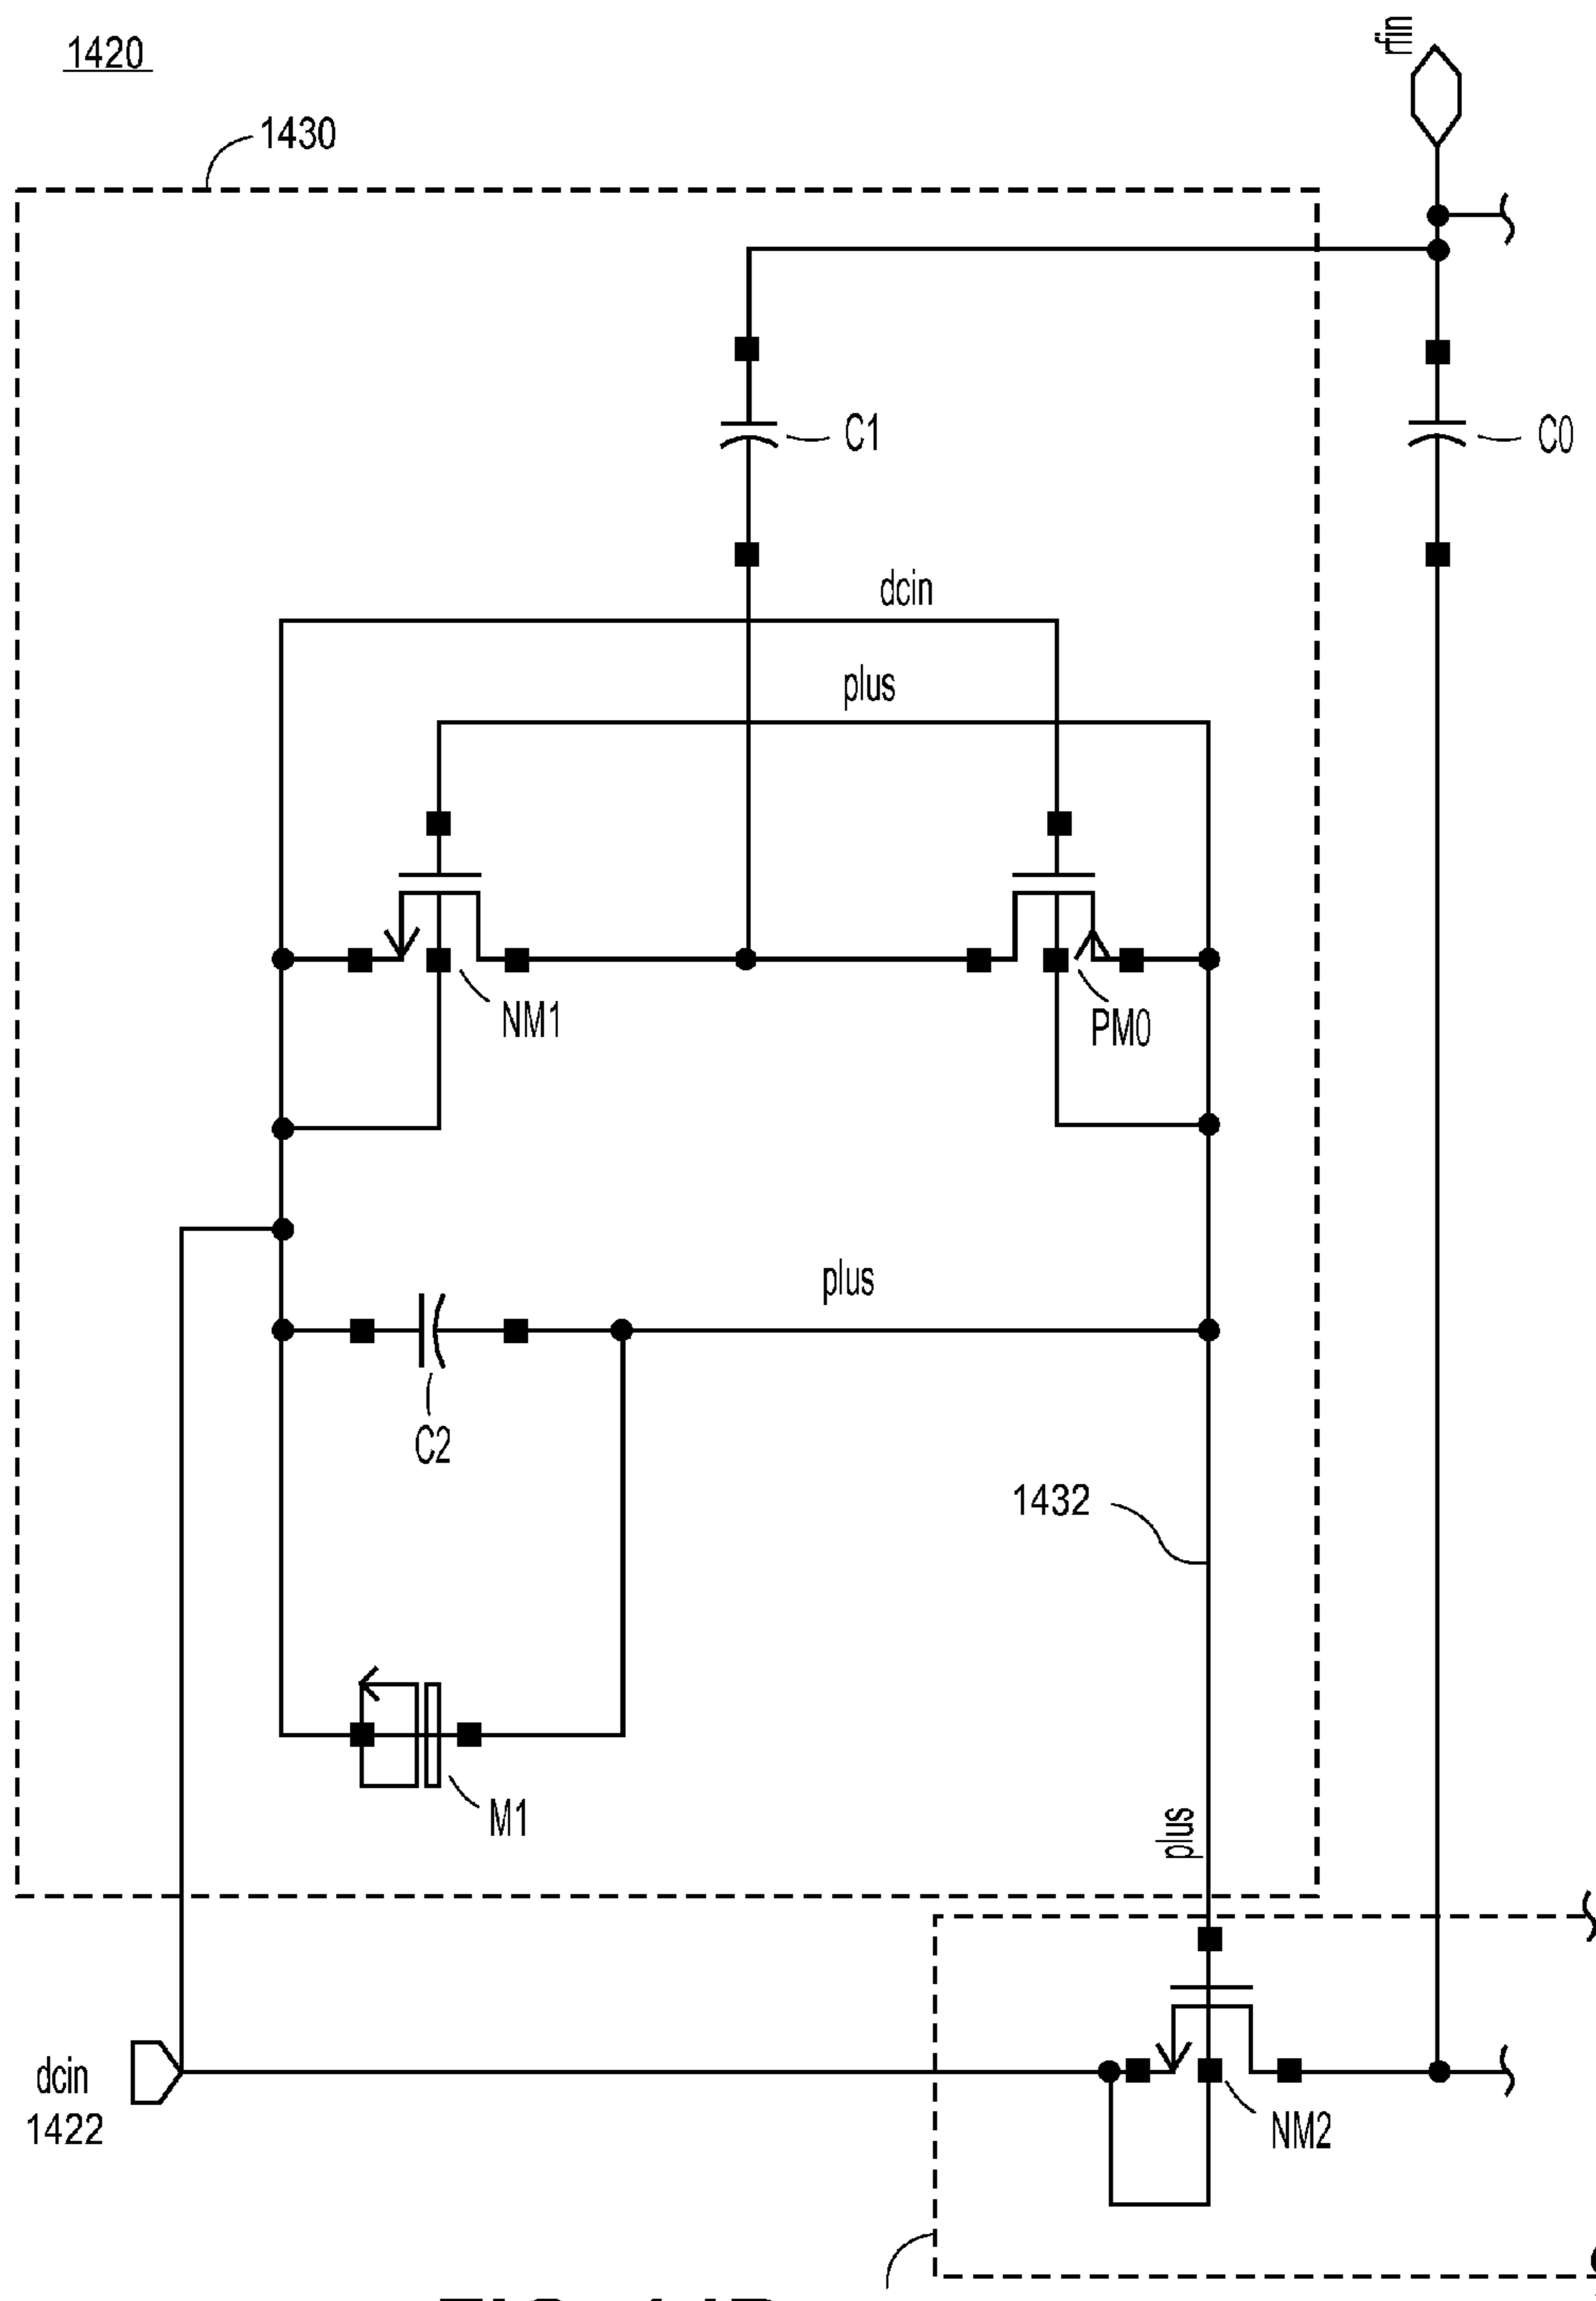 1420
rfin
1430
C1
C0
dcin
plus
NM1
PM0
plus
C2
1432
M1
plus
dcin
1422
NM2